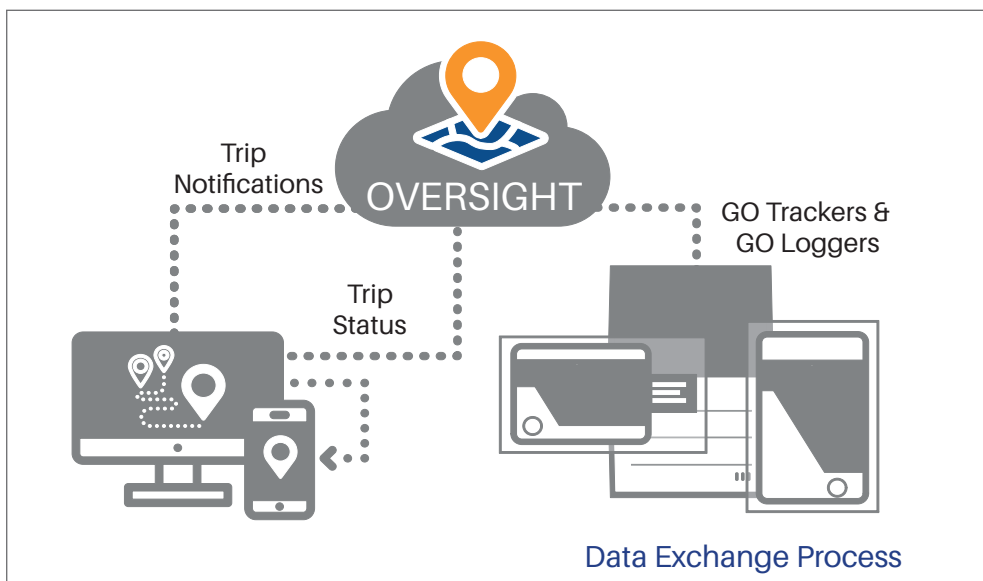 Trip
Notifications
OVERSIGHT
GO Trackers &
GO Loggers
Trip
Status
Data Exchange Process